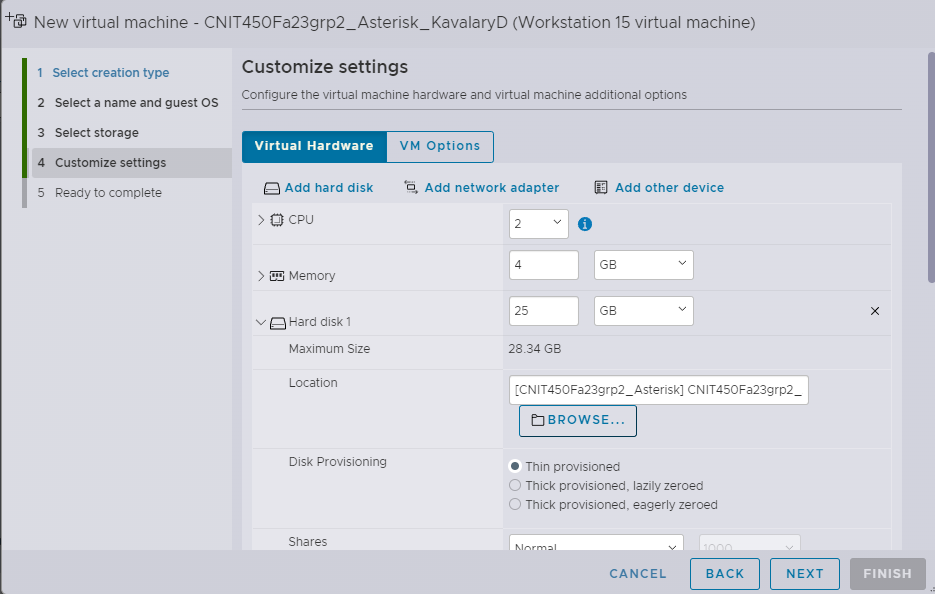 New virtual machine - CNIT450Fa23grp2_Asterisk_KavalaryD (Workstation 15 virtual machine)
1 Select creation type
2 Select a name and guest OS
3 Select storage
4 Customize settings
5 Ready to complete
Customize settings
Configure the virtual machine hardware and virtual machine additional options
Virtual Hardware
VM Options
Add hard disk
Add network adapter
Add other device
CPU
2
Memory
4
GB
Hard disk 1
25
GB
Maximum Size
28.34 GB
Location
[CNIT450Fa23grp2_Asterisk] CNIT450Fa23grp2_
BROWSE...
Disk Provisioning
Thin provisioned
Thick provisioned, lazily zeroed
Thick provisioned, eagerly zeroed
Shares
Normal
1000
CANCEL
BACK
NEXT
FINISH